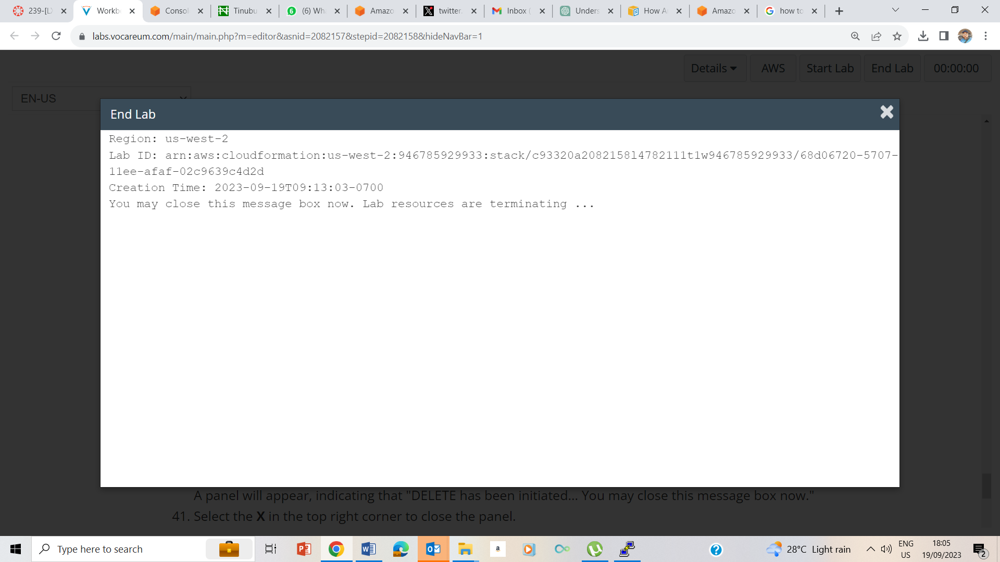 239-[L
Workb
Consol
Tinubu
6
(6) Wh
Amazo
twitter.
Inbox (
Unders
How A
Amazo
how to
labs.vocareum.com/main/main.php?m=editor&asnid=2082157&stepid=2082158&hideNavBar=1
Details
AWS
Start Lab
End Lab
00:00:00
EN-US
End Lab
Region: us-west-2
Lab ID: arn:aws:cloudformation:us-west-2:946785929933:stack/c93320a2082158l4782111t1w946785929933/68d06720-5707-
11ee-afaf-02c9639c4d2d
Creation Time: 2023-09-19T09:13:03-0700
You may close this message box now. Lab resources are terminating ...
A panel will appear, indicating that "DELETE has been initiated... You may close this message box now."
41. Select the X in the top right corner to close the panel.
Type here to search
a
28°C Light rain
ENG
US
18:05
19/09/2023
2